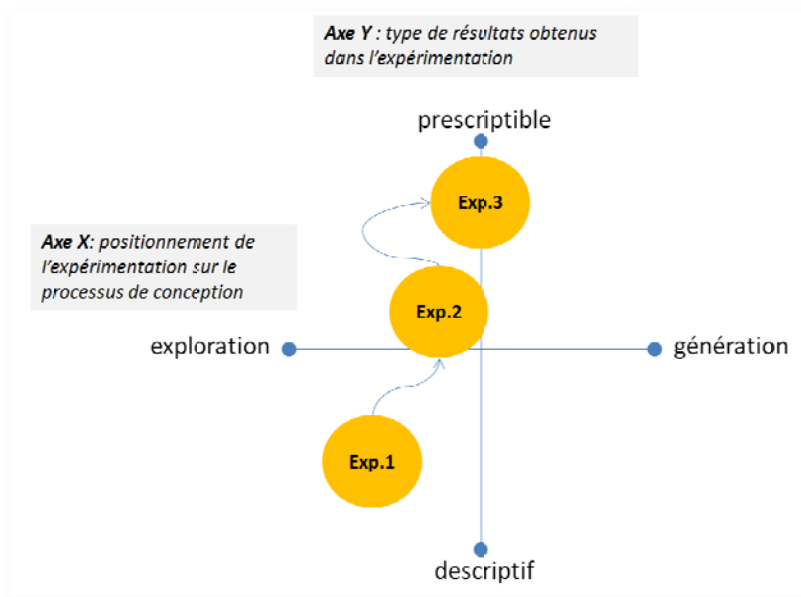 Axe Y : type de résultats obtenus
dans l'expérimentation
prescriptible
Exp.3
Axe X: positionnement de
l'expérimentation sur le
processus de conception
Exp.2
exploration
génération
Exp.1
descriptif